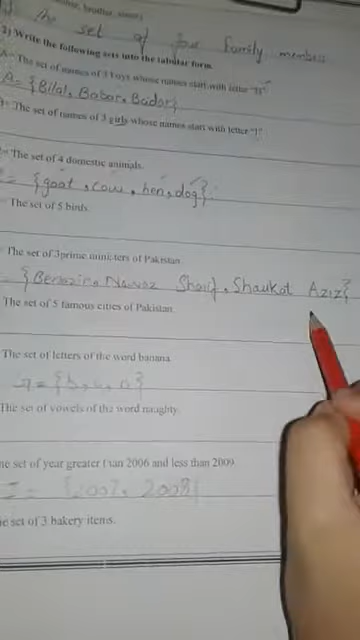 the set of four family members
2) Write the following sets into the tabular form.
The set of names of 3 boys whose names start with letter "B"
A= {Bilal, Babar, Badar}
The set of names of 3 girls whose names start with letter
The set of 4 domestic animals.
= {goat, cow, hen, dog}
The set of 5 birds.
The set of 3prime ministers of Pakistan
= {Benazir, Nawaz Sharif, Shaukat Aziz}
The set of 5 famous cities of Pakistan.
The set of letters of the word banana.
= {b, a, n}
The set of vowels of the word naughty.
he set of year greater than 2006 and less than 2009
= {2007, 2008}
e set of 3 bakery items.